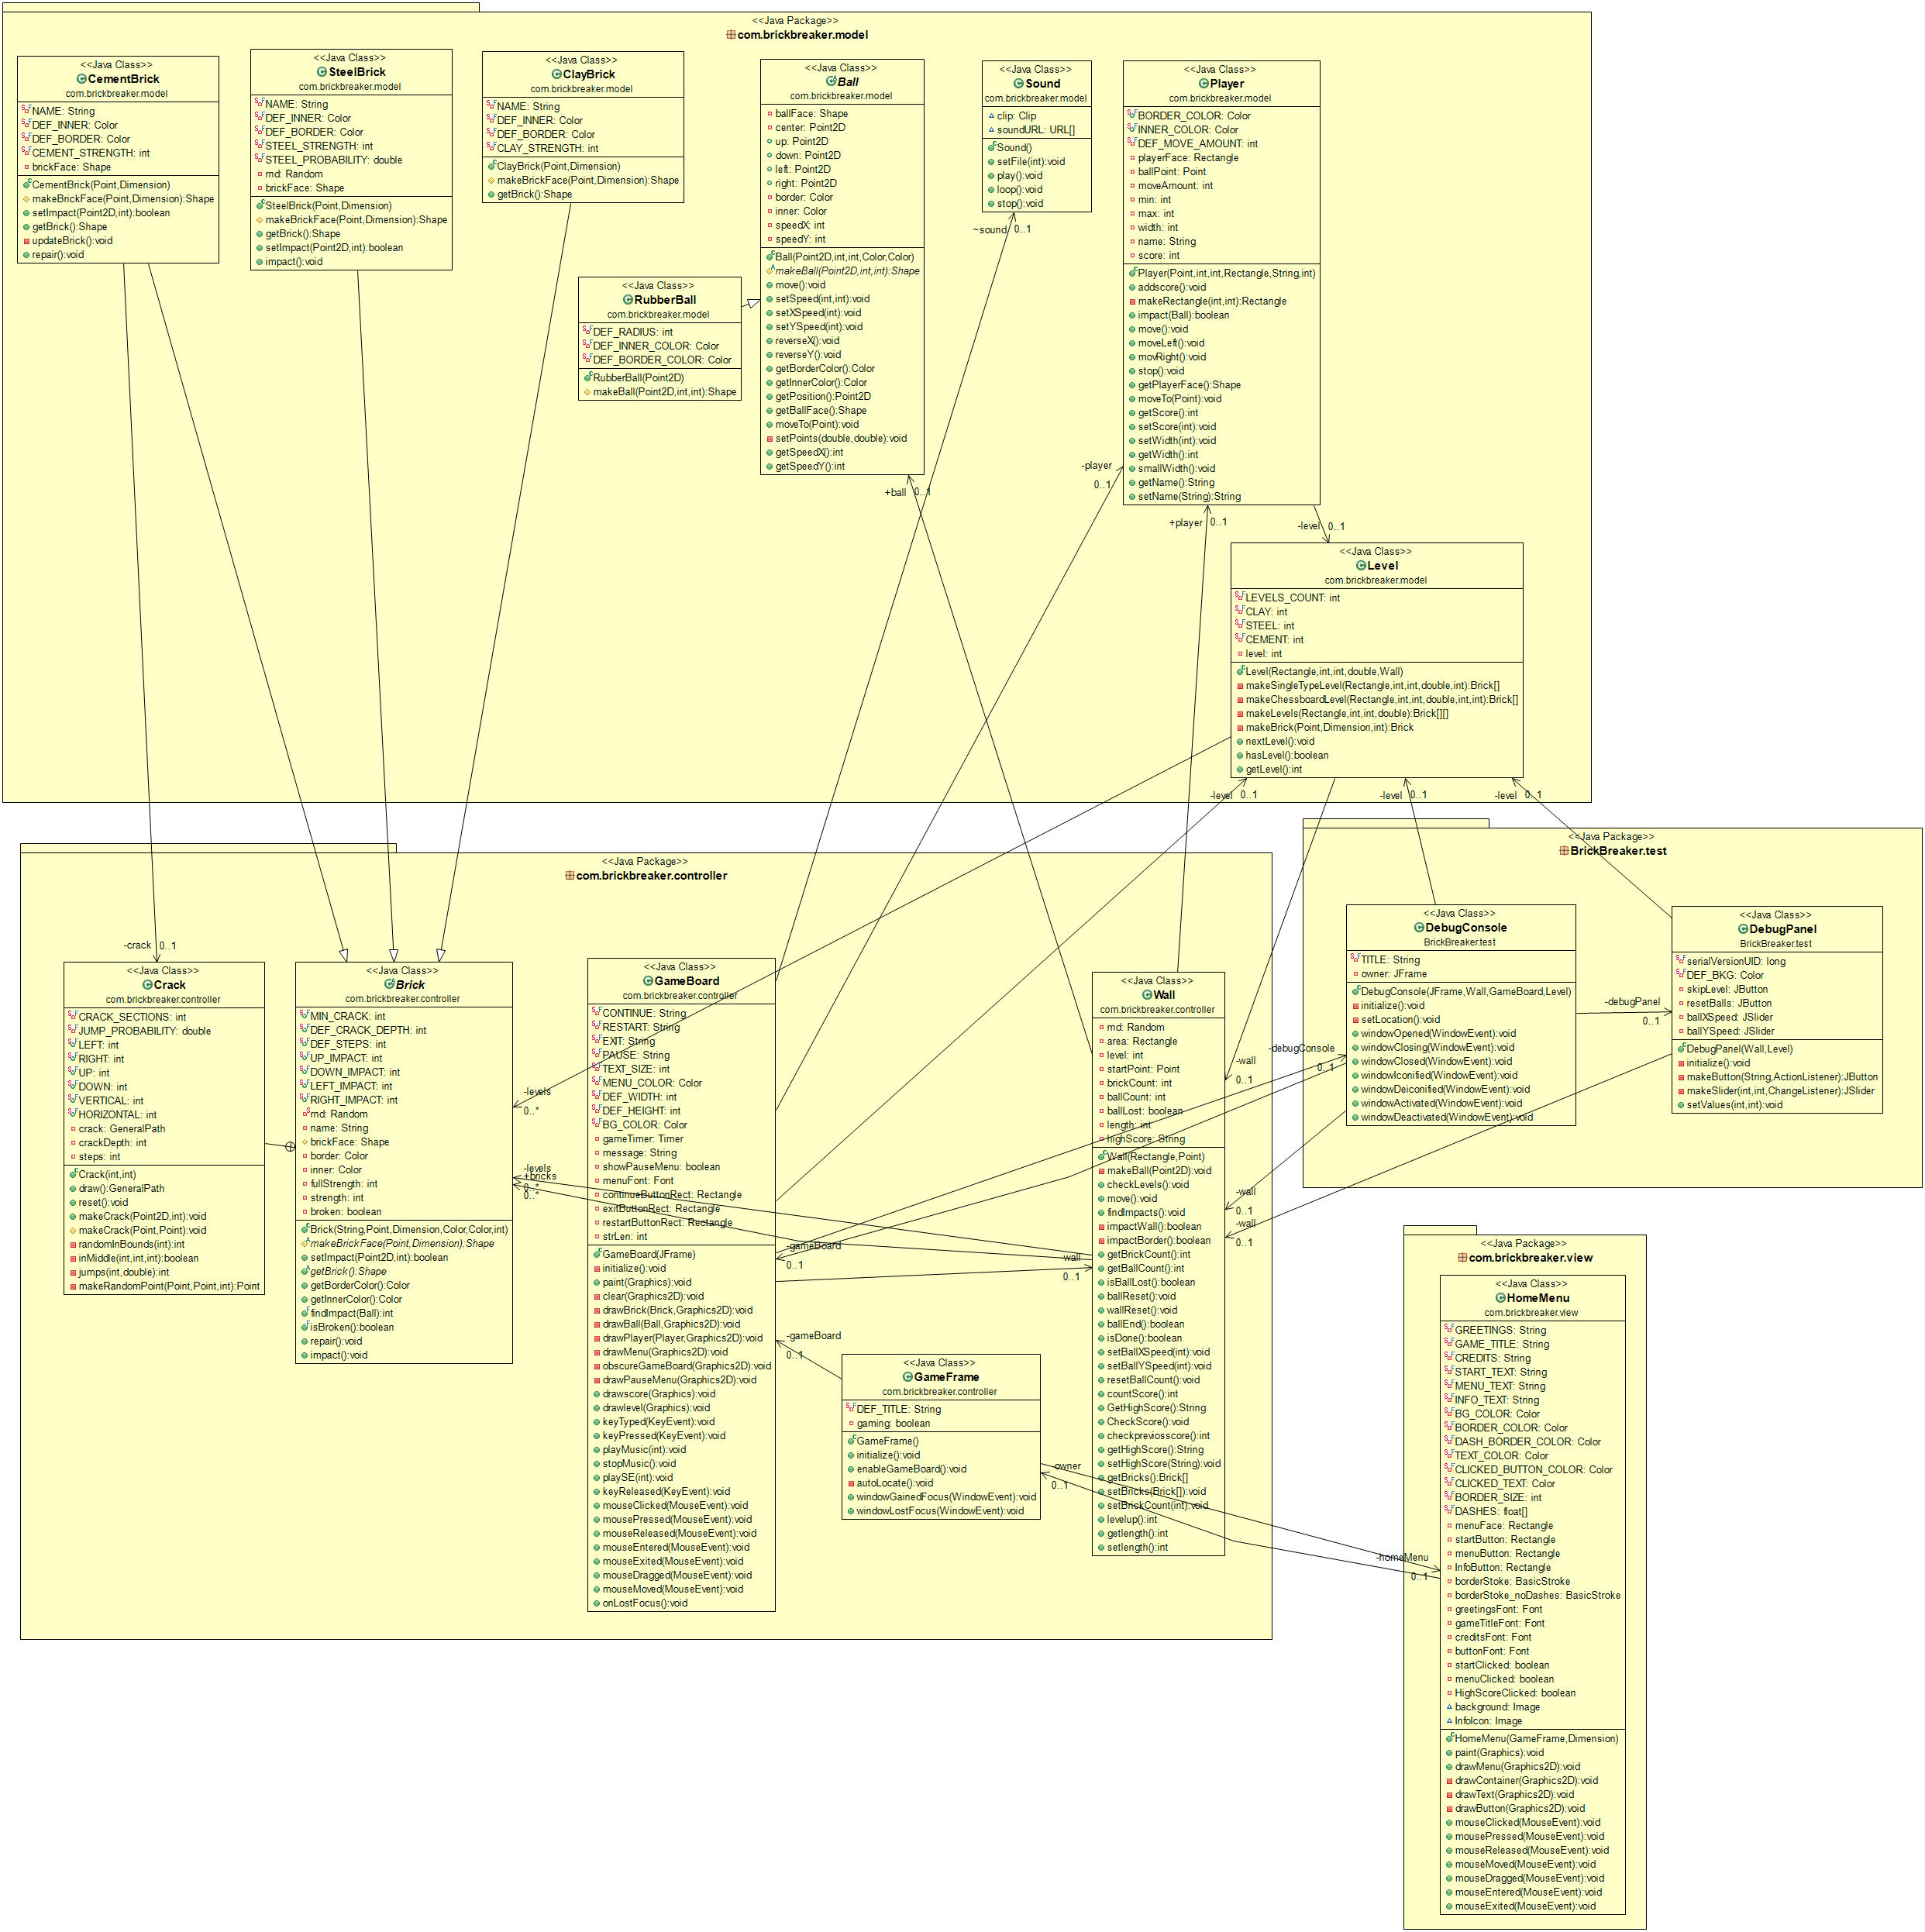 <<Java Package>>
com.brickbreaker.model
<<Java Class>>
CementBrick
com.brickbreaker.model
NAME: String
DEF_INNER: Color
DEF_BORDER: Color
CEMENT_STRENGTH: int
brickFace: Shape
CementBrick(Point,Dimension)
makeBrickFace(Point,Dimension):Shape
setImpact(Point2D,int):boolean
getBrick():Shape
updateBrick():void
repair():void
<<Java Class>>
SteelBrick
com.brickbreaker.model
NAME: String
DEF_INNER: Color
DEF_BORDER: Color
STEEL_STRENGTH: int
STEEL_PROBABILITY: double
rnd: Random
brickFace: Shape
SteelBrick(Point,Dimension)
makeBrickFace(Point,Dimension):Shape
getBrick():Shape
setImpact(Point2D,int):boolean
impact():void
<<Java Class>>
ClayBrick
com.brickbreaker.model
NAME: String
DEF_INNER: Color
DEF_BORDER: Color
CLAY_STRENGTH: int
ClayBrick(Point,Dimension)
makeBrickFace(Point,Dimension):Shape
getBrick():Shape
<<Java Class>>
RubberBall
com.brickbreaker.model
DEF_RADIUS: int
DEF_INNER_COLOR: Color
DEF_BORDER_COLOR: Color
RubberBall(Point2D)
makeBall(Point2D,int,int):Shape
<<Java Class>>
Ball
com.brickbreaker.model
ballFace: Shape
center: Point2D
up: Point2D
down: Point2D
left: Point2D
right: Point2D
border: Color
inner: Color
speedX: int
speedY: int
Ball(Point2D,int,int,Color,Color)
makeBall(Point2D,int,int):Shape
move():void
setSpeed(int,int):void
setXSpeed(int):void
setYSpeed(int):void
reverseX():void
reverseY():void
getBorderColor():Color
getInnerColor():Color
getPosition():Point2D
getBallFace():Shape
moveTo(Point):void
setPoints(double,double):void
getSpeedX():int
getSpeedY():int
+ball 0..1
<<Java Class>>
Sound
com.brickbreaker.model
clip: Clip
soundURL: URL[]
Sound()
setFile(int):void
play():void
loop():void
stop():void
~sound 0..1
<<Java Class>>
Player
com.brickbreaker.model
BORDER_COLOR: Color
INNER_COLOR: Color
DEF_MOVE_AMOUNT: int
playerFace: Rectangle
ballPoint: Point
moveAmount: int
min: int
max: int
width: int
name: String
score: int
Player(Point,int,int,Rectangle,String,int)
addscore():void
makeRectangle(int,int):Rectangle
impact(Ball):boolean
move():void
moveLeft():void
movRight():void
stop():void
getPlayerFace():Shape
moveTo(Point):void
getScore():int
setScore(int):void
setWidth(int):void
getWidth():int
smallWidth():void
getName():String
setName(String):String
-player
0..1
+player 0..1
-level 0..1
<<Java Class>>
Level
com.brickbreaker.model
LEVELS_COUNT: int
CLAY: int
STEEL: int
CEMENT: int
level: int
Level(Rectangle,int,int,double,Wall)
makeSingleTypeLevel(Rectangle,int,int,double,int):Brick[]
makeChessboardLevel(Rectangle,int,int,double,int,int):Brick[]
makeLevels(Rectangle,int,int,double):Brick[][]
makeBrick(Point,Dimension,int):Brick
nextLevel():void
hasLevel():boolean
getLevel():int
-level 0..1
-level 0..1
-level 0..1
<<Java Package>>
com.brickbreaker.controller
-crack 0..1
<<Java Class>>
Crack
com.brickbreaker.controller
CRACK_SECTIONS: int
JUMP_PROBABILITY: double
LEFT: int
RIGHT: int
UP: int
DOWN: int
VERTICAL: int
HORIZONTAL: int
crack: GeneralPath
crackDepth: int
steps: int
Crack(int,int)
draw():GeneralPath
reset():void
makeCrack(Point2D,int):void
makeCrack(Point,Point):void
randomInBounds(int):int
inMiddle(int,int,int):boolean
jumps(int,double):int
makeRandomPoint(Point,Point,int):Point
<<Java Class>>
Brick
com.brickbreaker.controller
MIN_CRACK: int
DEF_CRACK_DEPTH: int
DEF_STEPS: int
UP_IMPACT: int
DOWN_IMPACT: int
LEFT_IMPACT: int
RIGHT_IMPACT: int
rnd: Random
name: String
brickFace: Shape
border: Color
inner: Color
fullStrength: int
strength: int
broken: boolean
Brick(String,Point,Dimension,Color,Color,int)
makeBrickFace(Point,Dimension):Shape
setImpact(Point2D,int):boolean
getBrick():Shape
getBorderColor():Color
getInnerColor():Color
findImpact(Ball):int
isBroken():boolean
repair():void
impact():void
-levels
0..*
-levels
+bricks
0..*
0..*
<<Java Class>>
GameBoard
com.brickbreaker.controller
CONTINUE: String
RESTART: String
EXIT: String
PAUSE: String
TEXT_SIZE: int
MENU_COLOR: Color
DEF_WIDTH: int
DEF_HEIGHT: int
BG_COLOR: Color
gameTimer: Timer
message: String
showPauseMenu: boolean
menuFont: Font
continueButtonRect: Rectangle
exitButtonRect: Rectangle
restartButtonRect: Rectangle
strLen: int
GameBoard(JFrame)
initialize():void
paint(Graphics):void
clear(Graphics2D):void
drawBrick(Brick,Graphics2D):void
drawBall(Ball,Graphics2D):void
drawPlayer(Player,Graphics2D):void
drawMenu(Graphics2D):void
obscureGameBoard(Graphics2D):void
drawPauseMenu(Graphics2D):void
drawscore(Graphics):void
drawlevel(Graphics):void
keyTyped(KeyEvent):void
keyPressed(KeyEvent):void
playMusic(int):void
stopMusic():void
playSE(int):void
keyReleased(KeyEvent):void
mouseClicked(MouseEvent):void
mousePressed(MouseEvent):void
mouseReleased(MouseEvent):void
mouseEntered(MouseEvent):void
mouseExited(MouseEvent):void
mouseDragged(MouseEvent):void
mouseMoved(MouseEvent):void
onLostFocus():void
-gameBoard
0..1
-gameBoard
0..1
<<Java Class>>
GameFrame
com.brickbreaker.controller
DEF_TITLE: String
gaming: boolean
GameFrame()
initialize():void
enableGameBoard():void
autoLocate():void
windowGainedFocus(WindowEvent):void
windowLostFocus(WindowEvent):void
-owner
0..1
-wall
0..1
<<Java Class>>
Wall
com.brickbreaker.controller
rnd: Random
area: Rectangle
level: int
startPoint: Point
brickCount: int
ballCount: int
ballLost: boolean
length: int
highScore: String
Wall(Rectangle,Point)
makeBall(Point2D):void
checkLevels():void
move():void
findImpacts():void
impactWall():boolean
impactBorder():boolean
getBrickCount():int
getBallCount():int
isBallLost():boolean
ballReset():void
wallReset():void
ballEnd():boolean
isDone():boolean
setBallXSpeed(int):void
setBallYSpeed(int):void
resetBallCount():void
countScore():int
GetHighScore():String
CheckScore():void
checkpreviosscore():int
getHighScore():String
setHighScore(String):void
getBricks():Brick[]
setBricks(Brick[]):void
setBrickCount(int):void
levelup():int
getlength():int
setlength():int
-wall
0..1
-wall
0..1
-wall
0..1
<<Java Package>>
BrickBreaker.test
<<Java Class>>
DebugConsole
BrickBreaker.test
TITLE: String
owner: JFrame
DebugConsole(JFrame,Wall,GameBoard,Level)
initialize():void
setLocation():void
windowOpened(WindowEvent):void
windowClosing(WindowEvent):void
windowClosed(WindowEvent):void
windowIconified(WindowEvent):void
windowDeiconified(WindowEvent):void
windowActivated(WindowEvent):void
windowDeactivated(WindowEvent):void
-debugConsole
0..1
-debugPanel
0..1
<<Java Class>>
DebugPanel
BrickBreaker.test
serialVersionUID: long
DEF_BKG: Color
skipLevel: JButton
resetBalls: JButton
ballXSpeed: JSlider
ballYSpeed: JSlider
DebugPanel(Wall,Level)
initialize():void
makeButton(String,ActionListener):JButton
makeSlider(int,int,ChangeListener):JSlider
setValues(int,int):void
<<Java Package>>
com.brickbreaker.view
<<Java Class>>
HomeMenu
com.brickbreaker.view
GREETINGS: String
GAME_TITLE: String
CREDITS: String
START_TEXT: String
MENU_TEXT: String
INFO_TEXT: String
BG_COLOR: Color
BORDER_COLOR: Color
DASH_BORDER_COLOR: Color
TEXT_COLOR: Color
CLICKED_BUTTON_COLOR: Color
CLICKED_TEXT: Color
BORDER_SIZE: int
DASHES: float[]
menuFace: Rectangle
startButton: Rectangle
menuButton: Rectangle
InfoButton: Rectangle
borderStoke: BasicStroke
borderStoke_noDashes: BasicStroke
greetingsFont: Font
gameTitleFont: Font
creditsFont: Font
buttonFont: Font
startClicked: boolean
menuClicked: boolean
HighScoreClicked: boolean
background: Image
InfoIcon: Image
HomeMenu(GameFrame,Dimension)
paint(Graphics):void
drawMenu(Graphics2D):void
drawContainer(Graphics2D):void
drawText(Graphics2D):void
drawButton(Graphics2D):void
mouseClicked(MouseEvent):void
mousePressed(MouseEvent):void
mouseReleased(MouseEvent):void
mouseMoved(MouseEvent):void
mouseDragged(MouseEvent):void
mouseEntered(MouseEvent):void
mouseExited(MouseEvent):void
-homeMenu
0..1